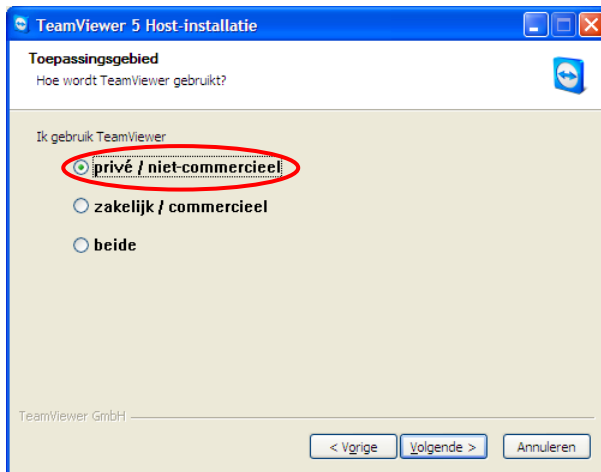 TeamViewer 5 Host-installatie
Toepassingsgebied
Hoe wordt TeamViewer gebruikt?
Ik gebruik TeamViewer
privé / niet-commercieel
zakelijk / commercieel
beide
TeamViewer GmbH
< Vorige Volgende > Annuleren